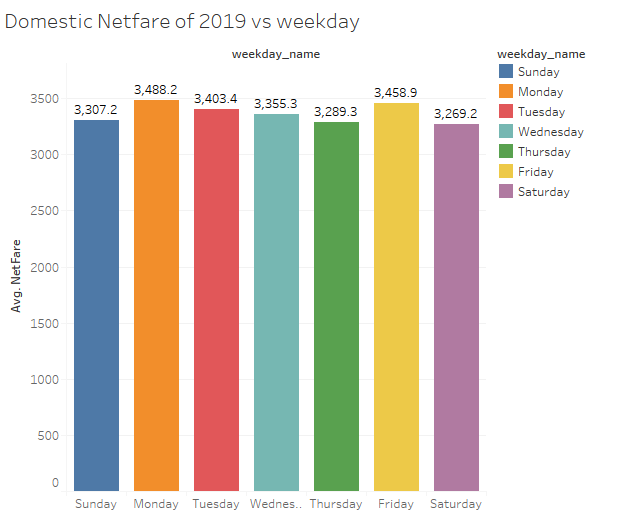 Domestic Netfare of 2019 vs weekday
weekday_name
weekday_name
Sunday
Monday
Tuesday
Wednesday
Thursday
Friday
Saturday
3,307.2
3,488.2
3,403.4
3,355.3
3,289.3
3,458.9
3,269.2
Avg. NetFare
3500
3000
2500
2000
1500
1000
500
0
Sunday Monday Tuesday Wednes.. Thursday Friday Saturday